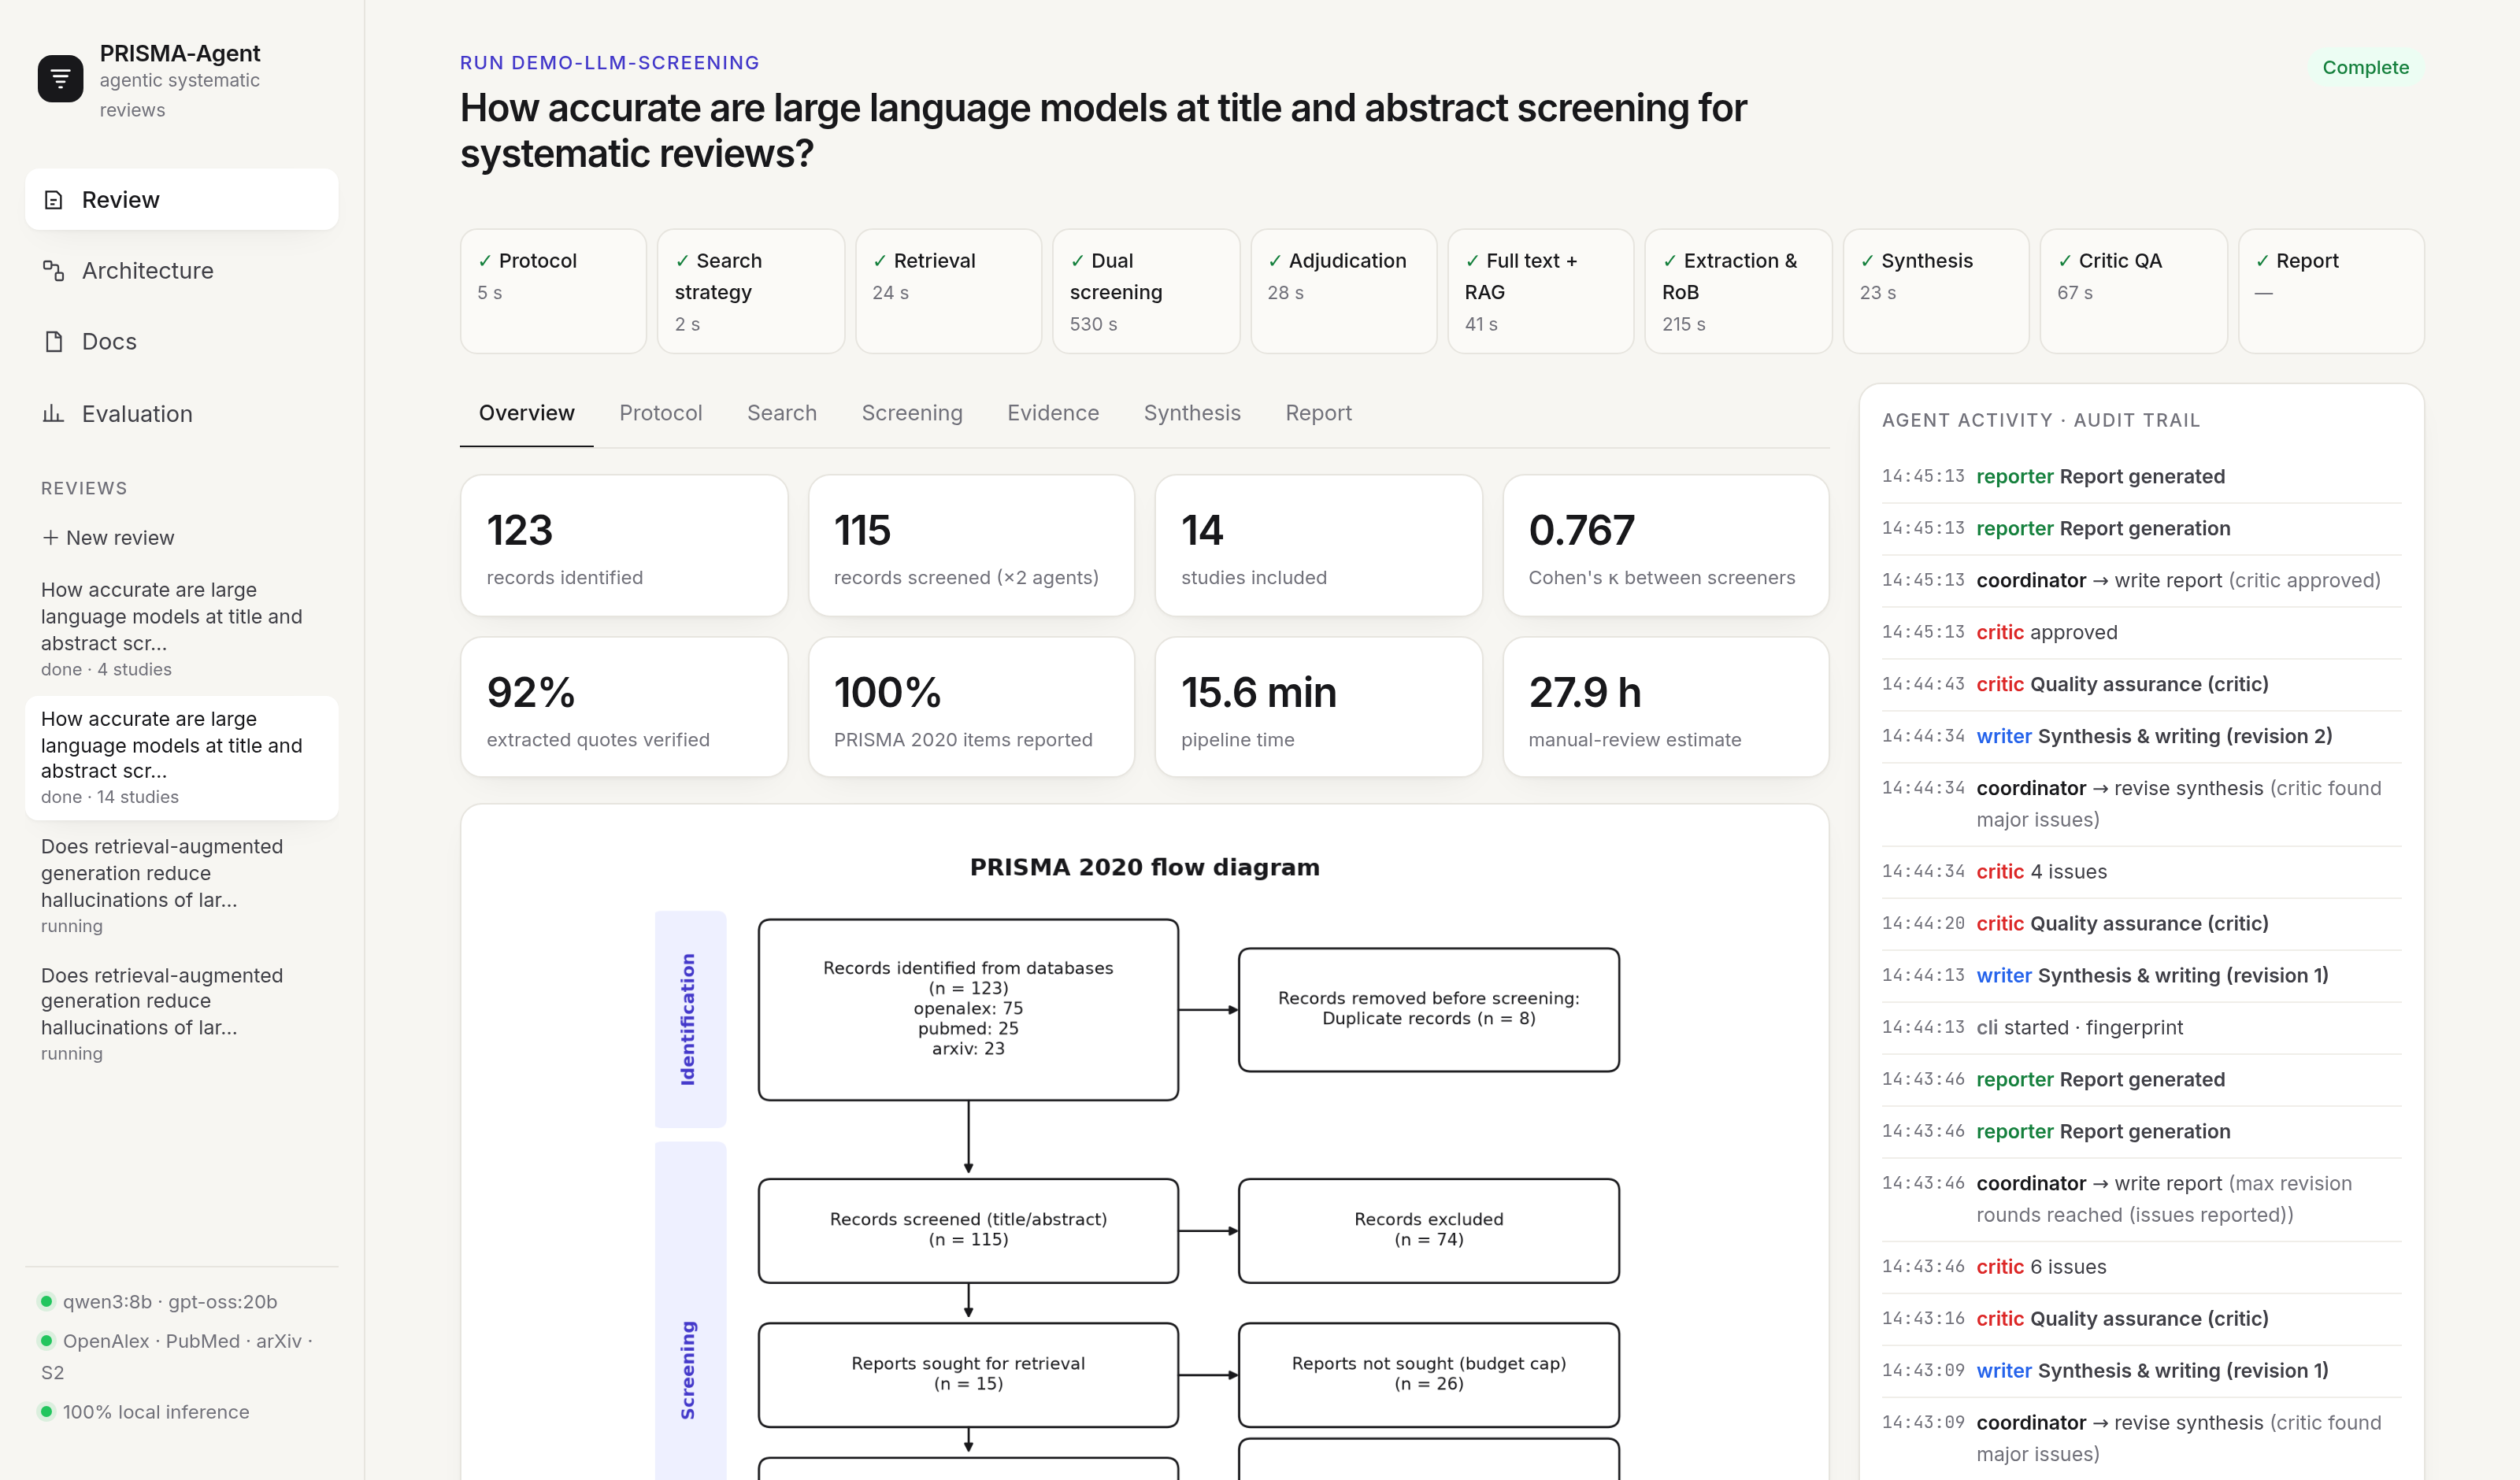 PRISMA-Agent
agentic systematic
reviews
Review
Architecture
Docs
Evaluation
REVIEWS
+ New review
How accurate are large
language models at title and
abstract scr...
done · 4 studies
How accurate are large
language models at title and
abstract scr...
done · 14 studies
Does retrieval-augmented
generation reduce
hallucinations of lar...
running
Does retrieval-augmented
generation reduce
hallucinations of lar...
running
qwen3:8b · gpt-oss:20b
OpenAlex · PubMed · arXiv ·
S2
100% local inference
RUN DEMO-LLM-SCREENING
How accurate are large language models at title and abstract screening for
systematic reviews?
Complete
✓ Protocol
5 s
✓ Search
strategy
2 s
✓ Retrieval
24 s
✓ Dual
screening
530 s
✓ Adjudication
28 s
✓ Full text +
RAG
41 s
✓ Extraction &
RoB
215 s
✓ Synthesis
23 s
✓ Critic QA
67 s
✓ Report
—
Overview Protocol Search Screening Evidence Synthesis Report
123
records identified
115
records screened (×2 agents)
14
studies included
0.767
Cohen's κ between screeners
92%
extracted quotes verified
100%
PRISMA 2020 items reported
15.6 min
pipeline time
27.9 h
manual-review estimate
PRISMA 2020 flow diagram
Identification
Records identified from databases
(n = 123)
openalex: 75
pubmed: 25
arxiv: 23
Records removed before screening:
Duplicate records (n = 8)
Screening
Records screened (title/abstract)
(n = 115)
Records excluded
(n = 74)
Reports sought for retrieval
(n = 15)
Reports not sought (budget cap)
(n = 26)
AGENT ACTIVITY · AUDIT TRAIL
14:45:13 reporter Report generated
14:45:13 reporter Report generation
14:45:13 coordinator → write report (critic approved)
14:45:13 critic approved
14:44:43 critic Quality assurance (critic)
14:44:34 writer Synthesis & writing (revision 2)
14:44:34 coordinator → revise synthesis (critic found
major issues)
14:44:34 critic 4 issues
14:44:20 critic Quality assurance (critic)
14:44:13 writer Synthesis & writing (revision 1)
14:44:13 cli started · fingerprint
14:43:46 reporter Report generated
14:43:46 reporter Report generation
14:43:46 coordinator → write report (max revision
rounds reached (issues reported))
14:43:46 critic 6 issues
14:43:16 critic Quality assurance (critic)
14:43:09 writer Synthesis & writing (revision 1)
14:43:09 coordinator → revise synthesis (critic found
major issues)